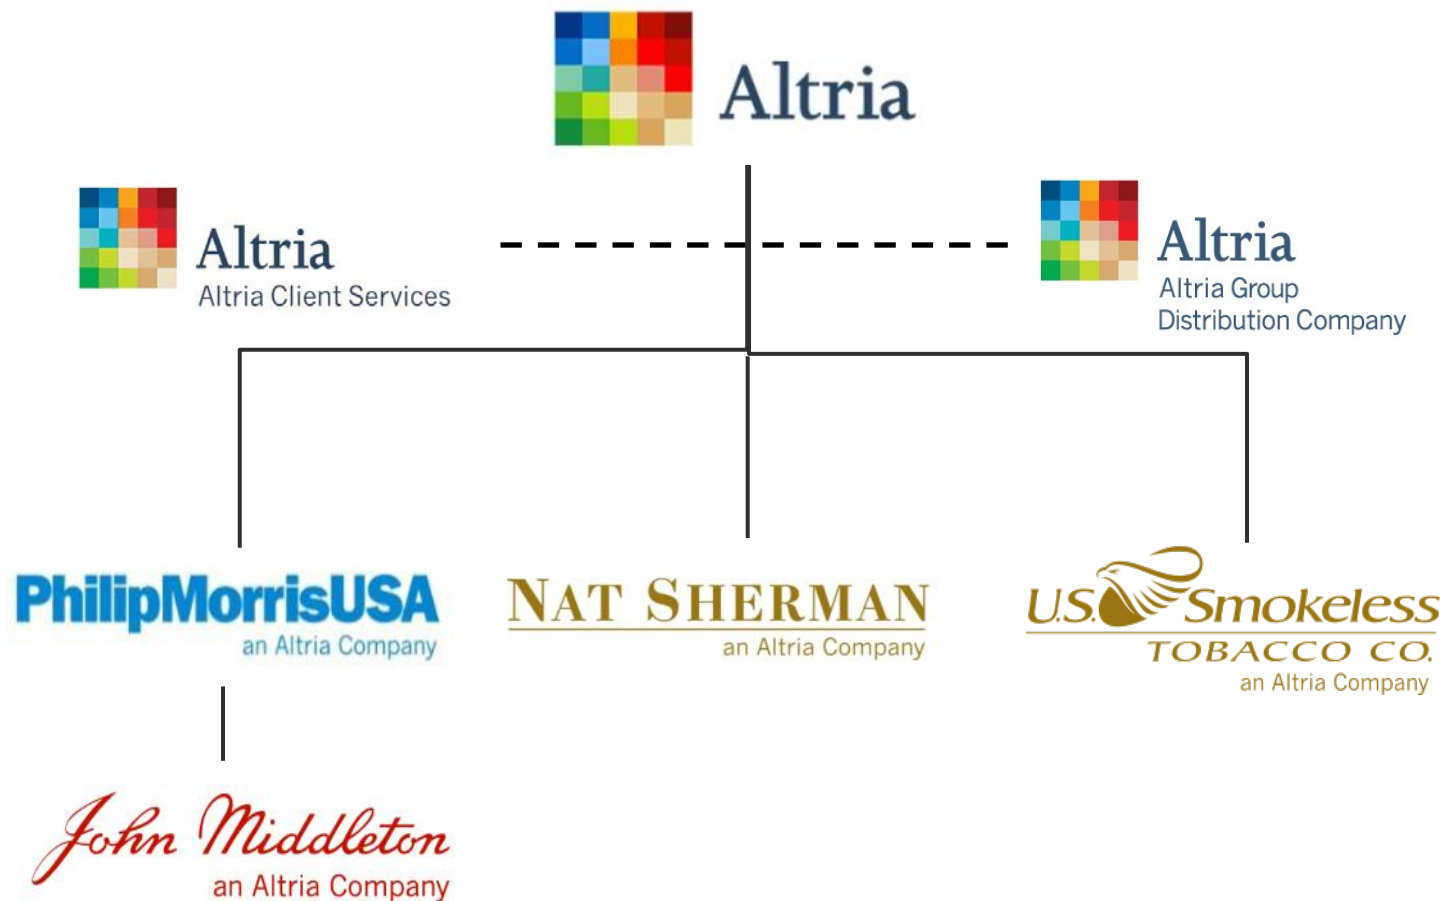 Altria
Altria
Altria Client Services
Altria
Altria Group
Distribution Company
PhilipMorrisUSA
an Altria Company
NAT SHERMAN
an Altria Company
U.S. Smokeless
TOBACCO CO.
an Altria Company
John Middleton
an Altria Company